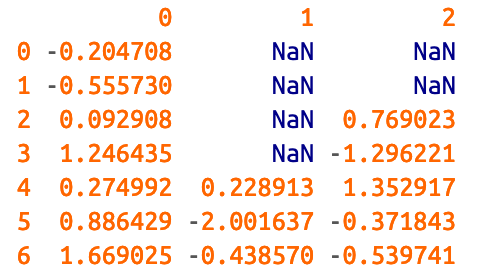 0         1         2
0 -0.204708       NaN       NaN
1 -0.555730       NaN       NaN
2  0.092908       NaN  0.769023
3  1.246435       NaN -1.296221
4  0.274992  0.228913  1.352917
5  0.886429 -2.001637 -0.371843
6  1.669025 -0.438570 -0.539741